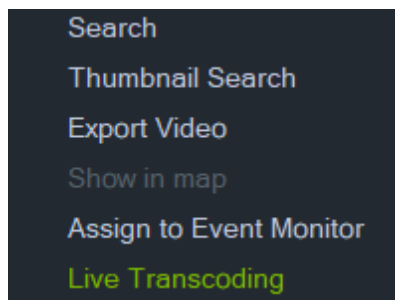 Search
Thumbnail Search
Export Video
Show in map
Assign to Event Monitor
Live Transcoding